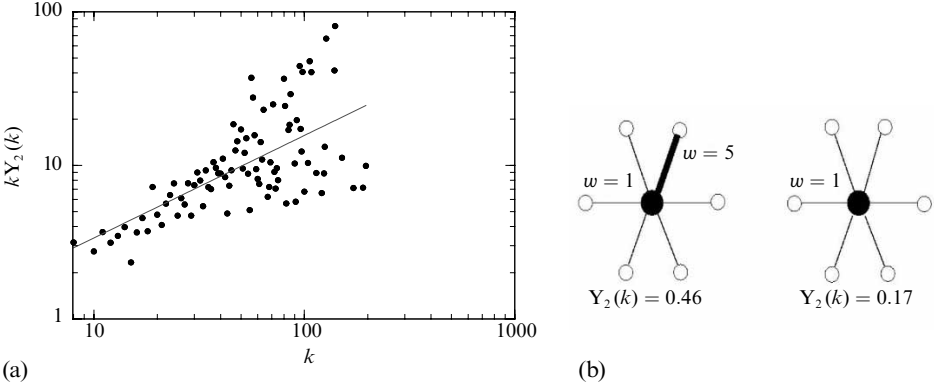 100
kY₂(k)
10
1
10
100
1000
k
(a)
w = 5
w = 1
Y₂(k) = 0.46
w = 1
Y₂(k) = 0.17
(b)